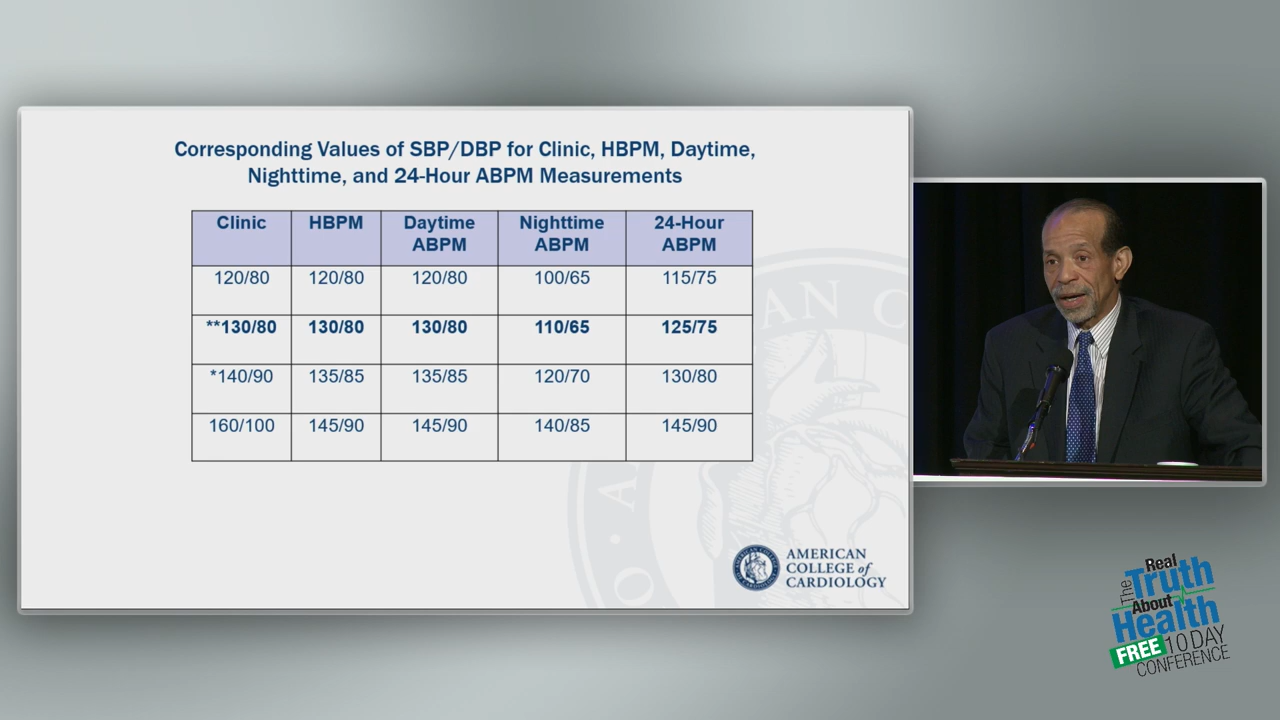 Corresponding Values of SBP/DBP for Clinic, HBPM, Daytime,
Nighttime, and 24-Hour ABPM Measurements
Clinic HBPM Daytime ABPM Nighttime ABPM 24-Hour ABPM
120/80 120/80 120/80 100/65 115/75
**130/80 130/80 130/80 110/65 125/75
*140/90 135/85 135/85 120/70 130/80
160/100 145/90 145/90 140/85 145/90
AMERICAN
COLLEGE of
CARDIOLOGY
The Real
Truth
About
Health
FREE 10 DAY
CONFERENCE